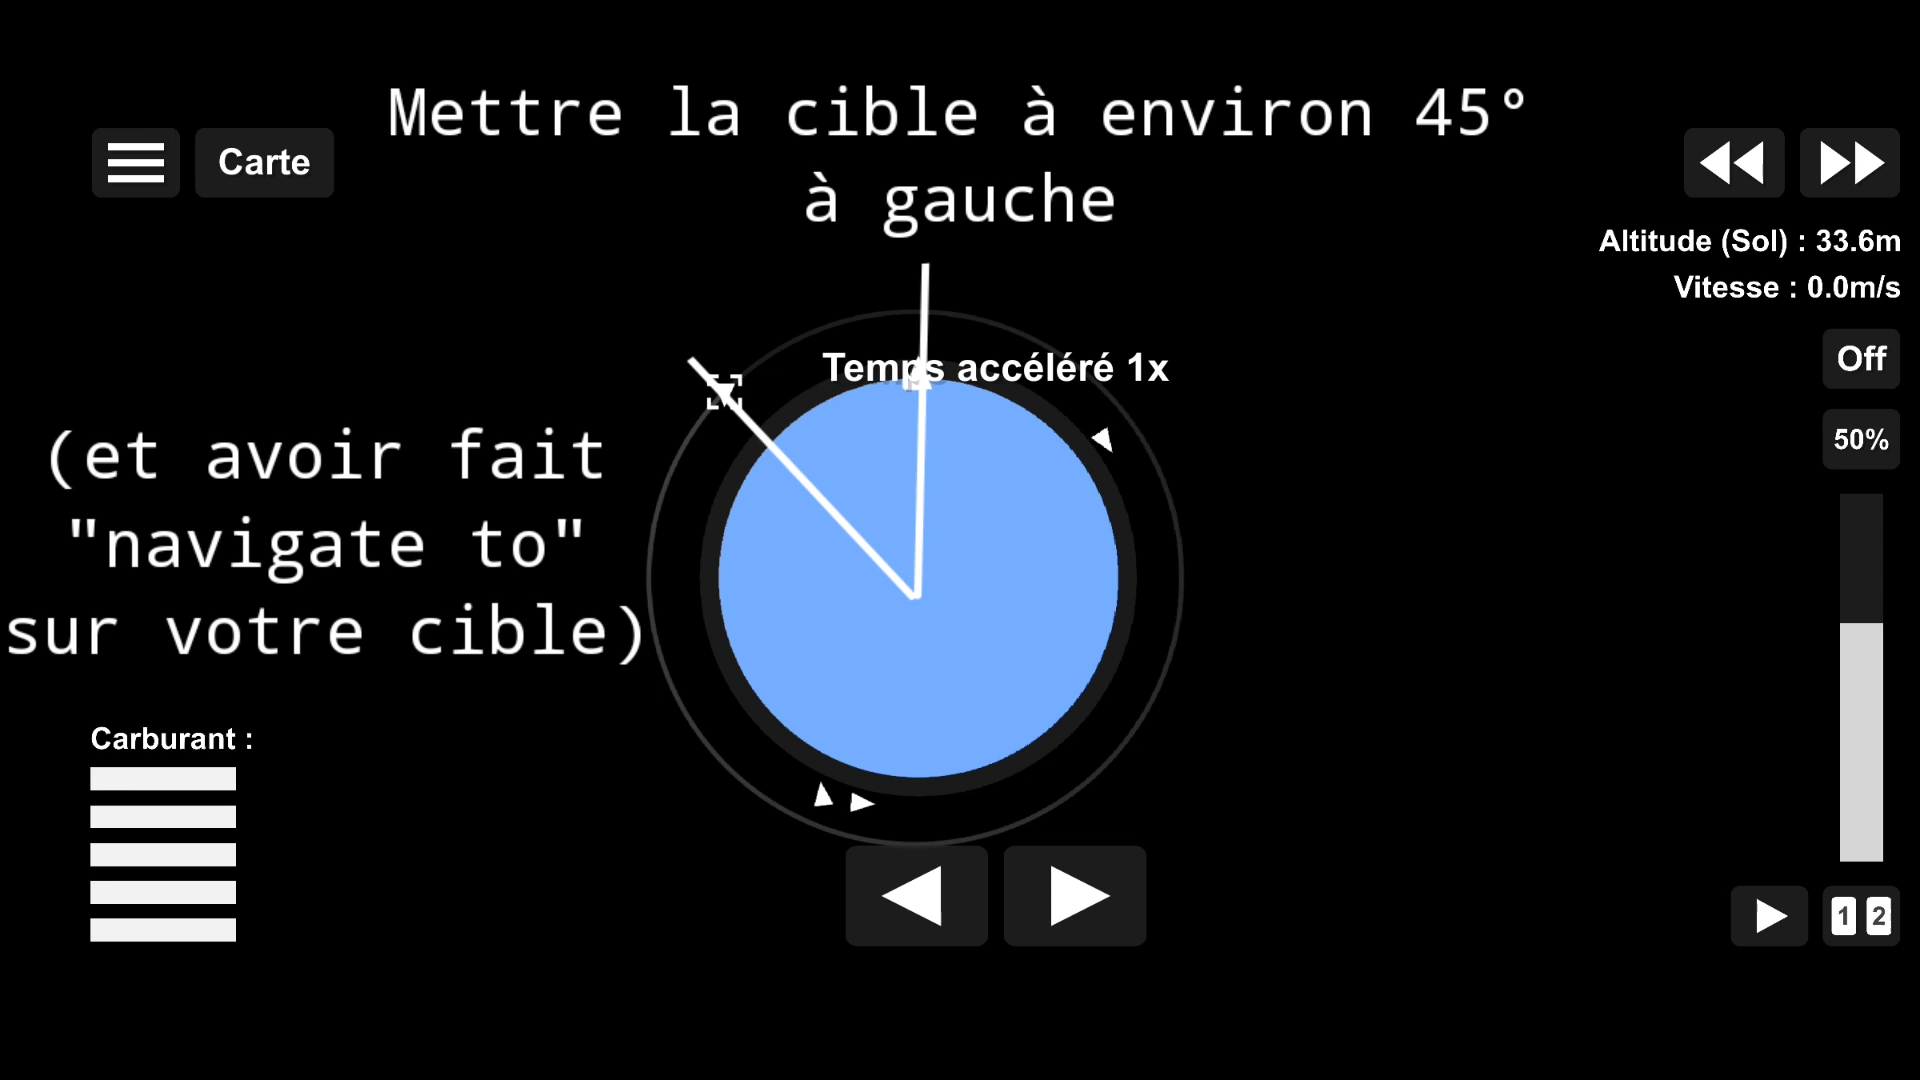 Mettre la cible à environ 45°
à gauche
Carte
Altitude (Sol) : 33.6m
Vitesse : 0.0m/s
Temps accéléré 1x
Off
50%
(et avoir fait
"navigate to"
sur votre cible)
Carburant :
1 2